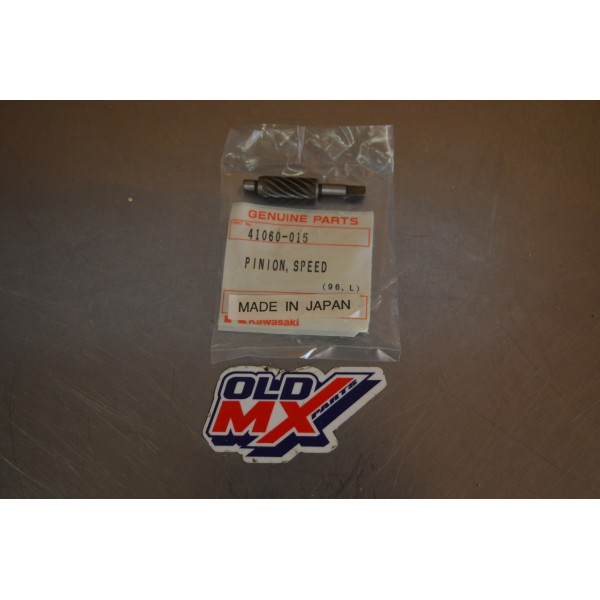 GENUINE PARTS
41060-015
PINION, SPEED
(96, L)
MADE IN JAPAN
Kawasaki
OLD
MX
PARTS